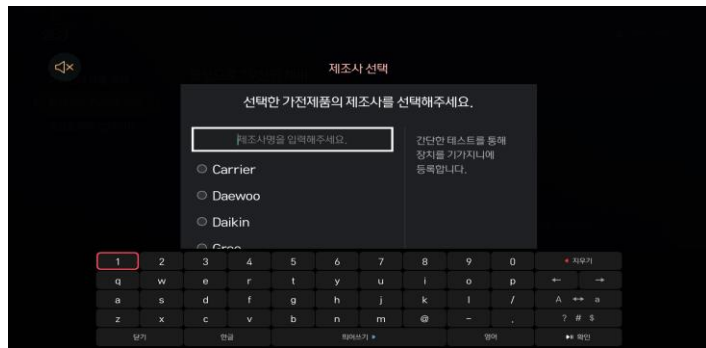 제조사 선택
선택한 가전제품의 제조사를 선택해주세요.
제조사명을 입력해주세요.
간단한 테스트를 통해
장치를 기가지니에
등록합니다.
Carrier
Daewoo
Daikin
Gree
1 2 3 4 5 6 7 8 9 0 지우기
q w e r t y u i o p ← →
a s d f g h j k l / A ↔ a
z x c v b n m @ - . ? # $
닫기 한글 띄어쓰기 영어 확인